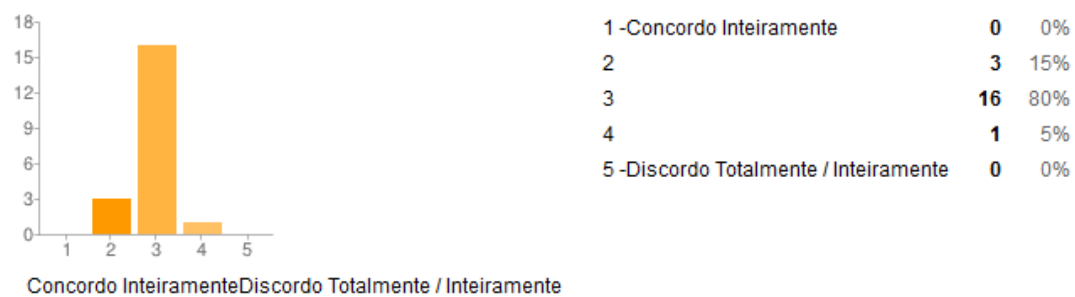 18
15
12
9
6
3
0
1 2 3 4 5
Concordo InteiramenteDiscordo Totalmente / Inteiramente
1 -Concordo Inteiramente 0 0%
2 3 15%
3 16 80%
4 1 5%
5 -Discordo Totalmente / Inteiramente 0 0%